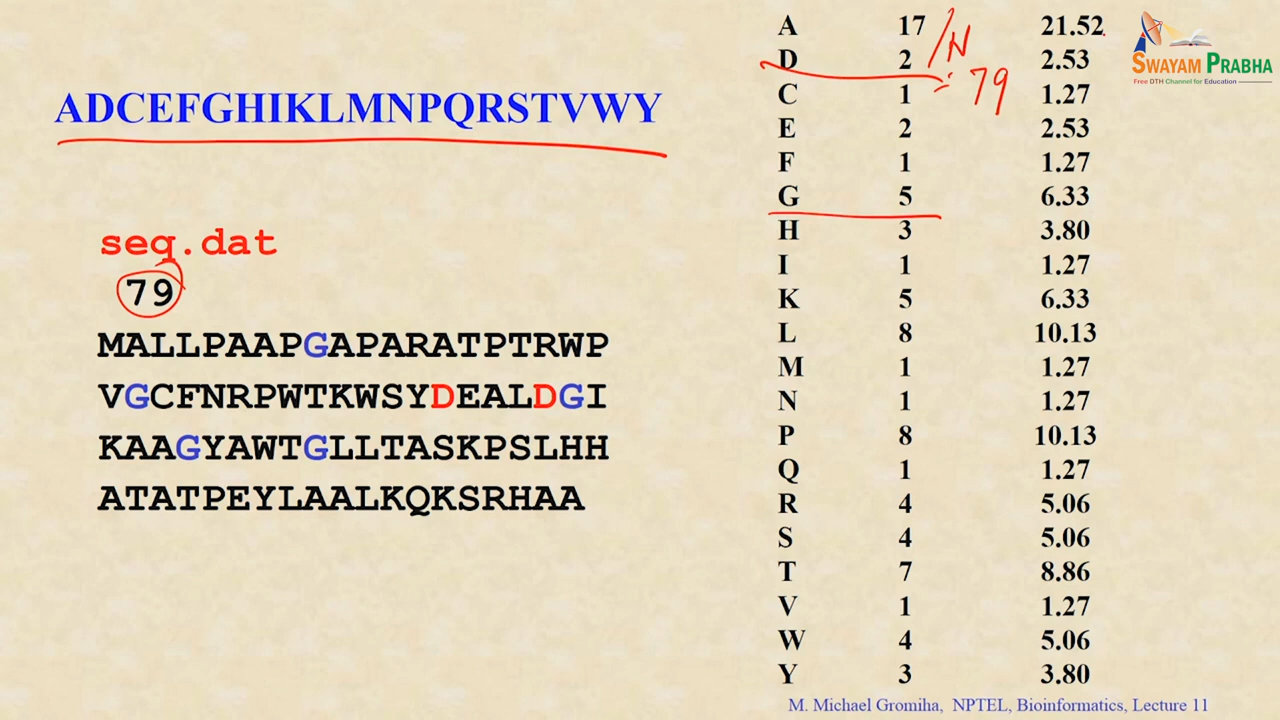 ADCEFGHIKLMNPQRSTVWY
seq.dat
79
MALLPAAPGAPARATPTRWP
VGCFNRPWTKWSYDEALDGI
KAAGYAWTGLLTASKPSLHH
ATATPEYLAALKQKSRHAA
A 17 21.52
D 2 2.53
C 1 1.27
E 2 2.53
F 1 1.27
G 5 6.33
H 3 3.80
I 1 1.27
K 5 6.33
L 8 10.13
M 1 1.27
N 1 1.27
P 8 10.13
Q 1 1.27
R 4 5.06
S 4 5.06
T 7 8.86
V 1 1.27
W 4 5.06
Y 3 3.80
/N
÷ 79
SWAYAM PRABHA
Free DTH Channel for Education
M. Michael Gromiha, NPTEL, Bioinformatics, Lecture 11